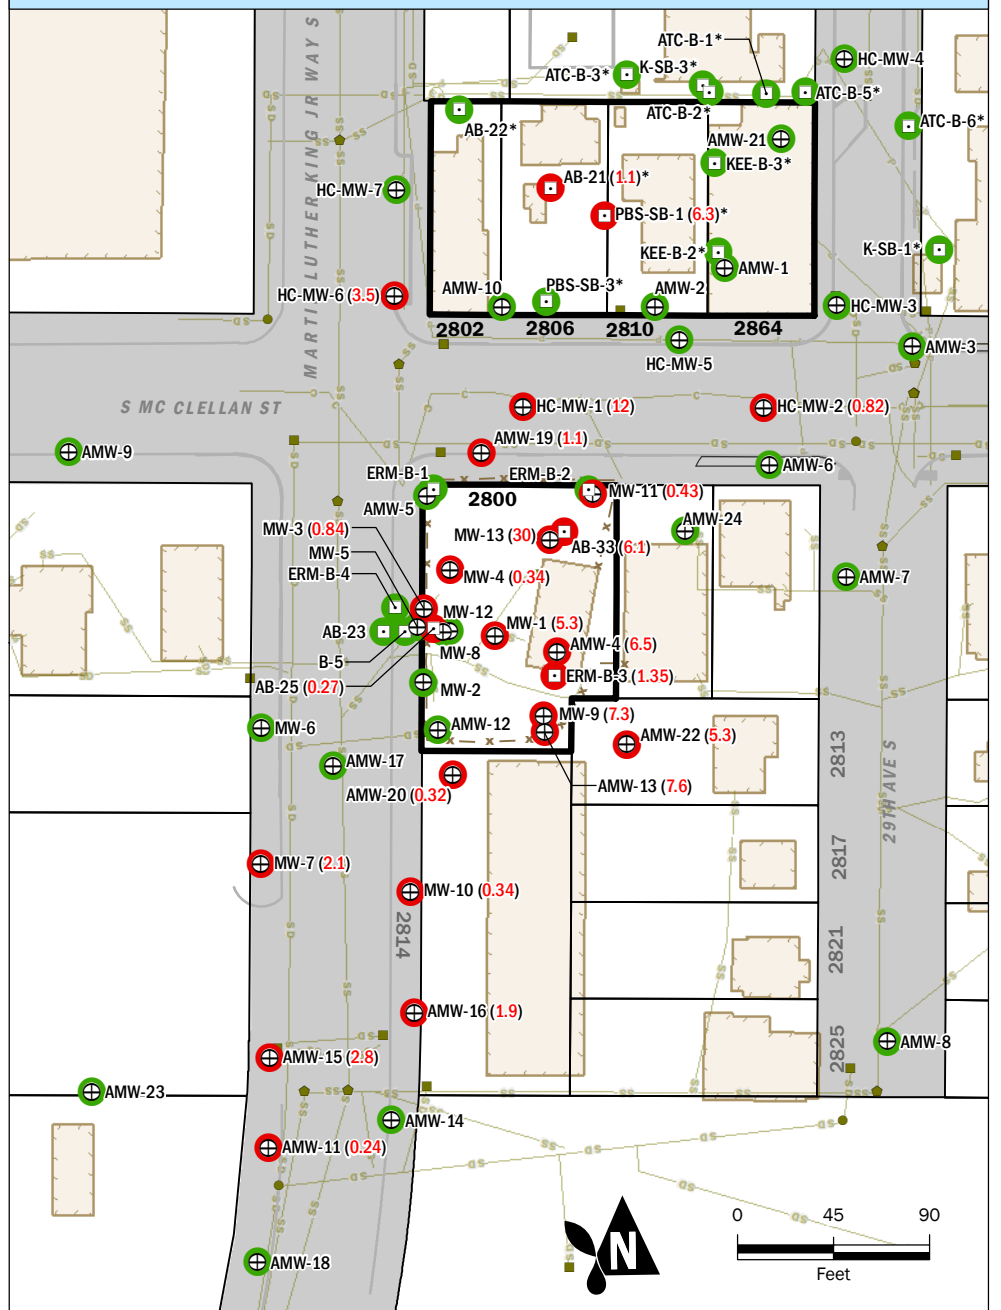 ATC-B-1*
HC-MW-4
ATC-B-3*
K-SB-3*
ATC-B-5*
ATC-B-2*
ATC-B-6*
AB-22*
AMW-21
KEE-B-3*
AB-21 (1.1)*
HC-MW-7
PBS-SB-1 (6.3)*
KEE-B-2*
K-SB-1*
AMW-1
MARTIN LUTHER KING JR WAY S
HC-MW-6 (3.5)
AMW-10
PBS-SB-3*
AMW-2
HC-MW-3
2802
2806
2810
2864
AMW-3
HC-MW-5
S MC CLELLAN ST
HC-MW-1 (12)
HC-MW-2 (0.82)
AMW-19 (1.1)
AMW-9
AMW-6
ERM-B-1
ERM-B-2
2800
MW-11 (0.43)
AMW-5
AMW-24
MW-3 (0.84)
MW-13 (30)
AB-33 (6.1)
MW-5
MW-4 (0.34)
ERM-B-4
AMW-7
MW-12
MW-1 (5.3)
AB-23
AMW-4 (6.5)
MW-8
B-5
ERM-B-3 (1.35)
AB-25 (0.27)
MW-2
MW-9 (7.3)
MW-6
AMW-12
AMW-22 (5.3)
2813
29TH AVE S
AMW-17
AMW-13 (7.6)
AMW-20 (0.32)
2817
MW-7 (2.1)
MW-10 (0.34)
2814
2821
AMW-16 (1.9)
AMW-8
2825
AMW-15 (2.8)
AMW-23
AMW-14
AMW-11 (0.24)
AMW-18
N
0 45 90
Feet